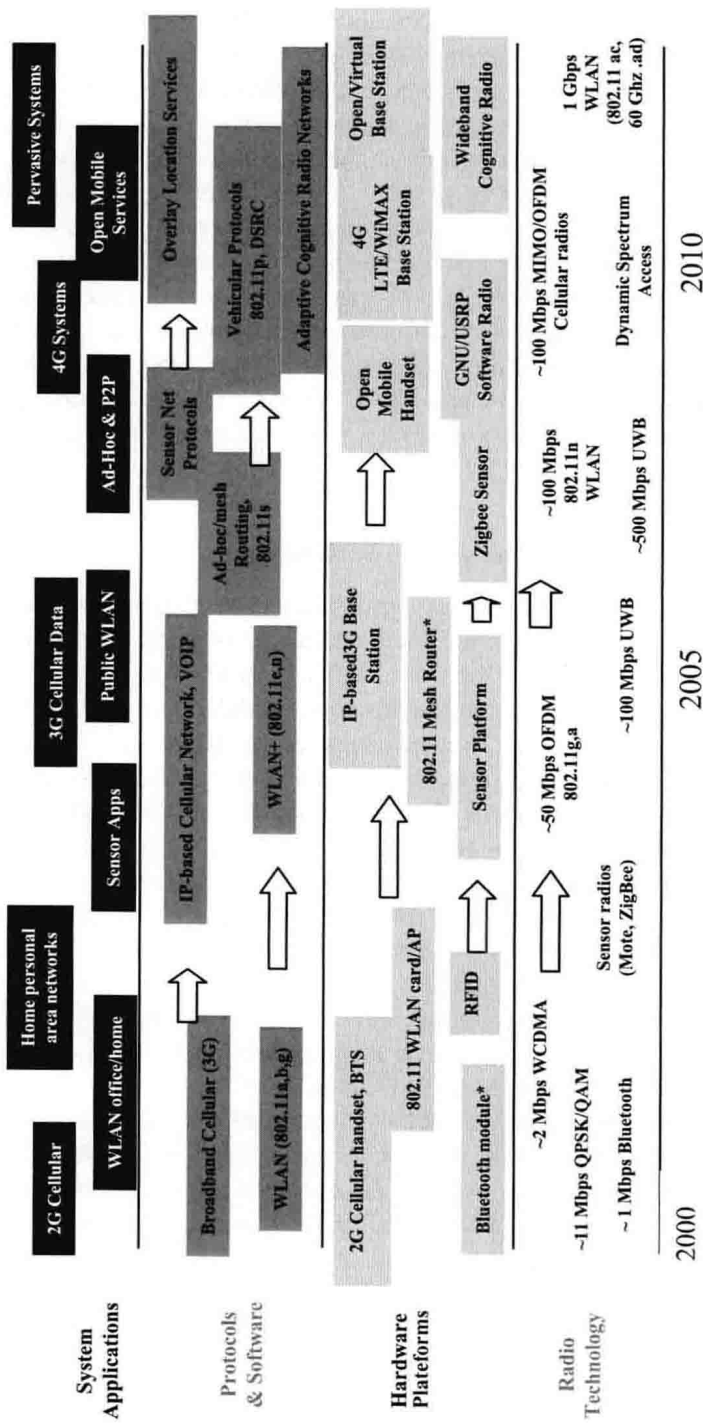 System
Applications
2G Cellular
Home personal
area networks
3G Cellular Data
4G Systems
Pervasive Systems
WLAN office/home
Sensor Apps
Public WLAN
Ad-Hoc & P2P
Open Mobile
Services
Protocols
& Software
Broadband Cellular (3G)
IP-based Cellular Network, VOIP
Sensor Net
Protocols
Overlay Location Services
Ad-hoc/mesh
Routing,
802.11s
Vehicular Protocols
802.11p, DSRC
WLAN (802.11a,b,g)
WLAN+ (802.11e,n)
Adaptive Cognitive Radio Networks
Hardware
Plateforms
2G Cellular handset, BTS
IP-based3G Base
Station
Open
Mobile
Handset
4G
LTE/WiMAX
Base Station
Open/Virtual
Base Station
802.11 WLAN card/AP
802.11 Mesh Router*
Bluetooth module*
RFID
Sensor Platform
Zigbee Sensor
GNU/USRP
Software Radio
Wideband
Cognitive Radio
Radio
Technology
~2 Mbps WCDMA
~11 Mbps QPSK/QAM
~ 1 Mbps Bluetooth
Sensor radios
(Mote, ZigBee)
~50 Mbps OFDM
802.11g,a
~100 Mbps UWB
~100 Mbps
802.11n
WLAN
~500 Mbps UWB
~100 Mbps MIMO/OFDM
Cellular radios
Dynamic Spectrum
Access
1 Gbps
WLAN
(802.11 ac,
60 Ghz .ad)
2000
2005
2010